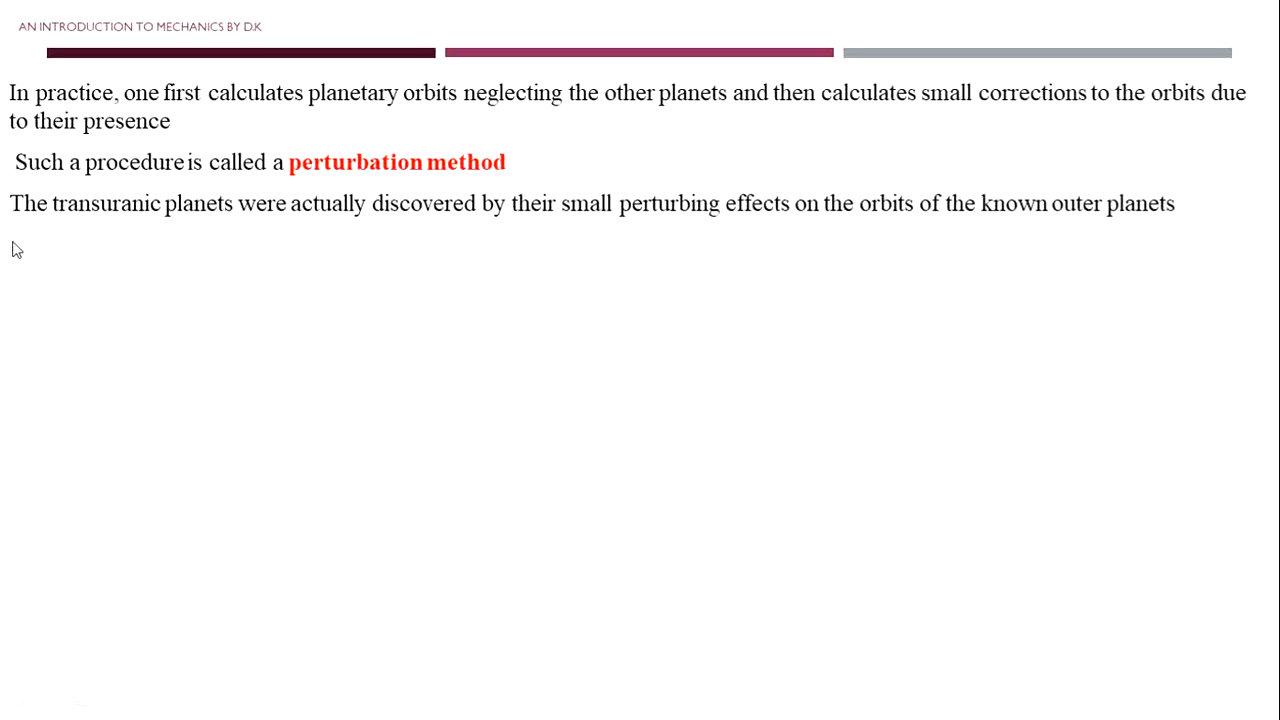 AN INTRODUCTION TO MECHANICS BY D.K
In practice, one first calculates planetary orbits neglecting the other planets and then calculates small corrections to the orbits due
to their presence
Such a procedure is called a perturbation method
The transuranic planets were actually discovered by their small perturbing effects on the orbits of the known outer planets